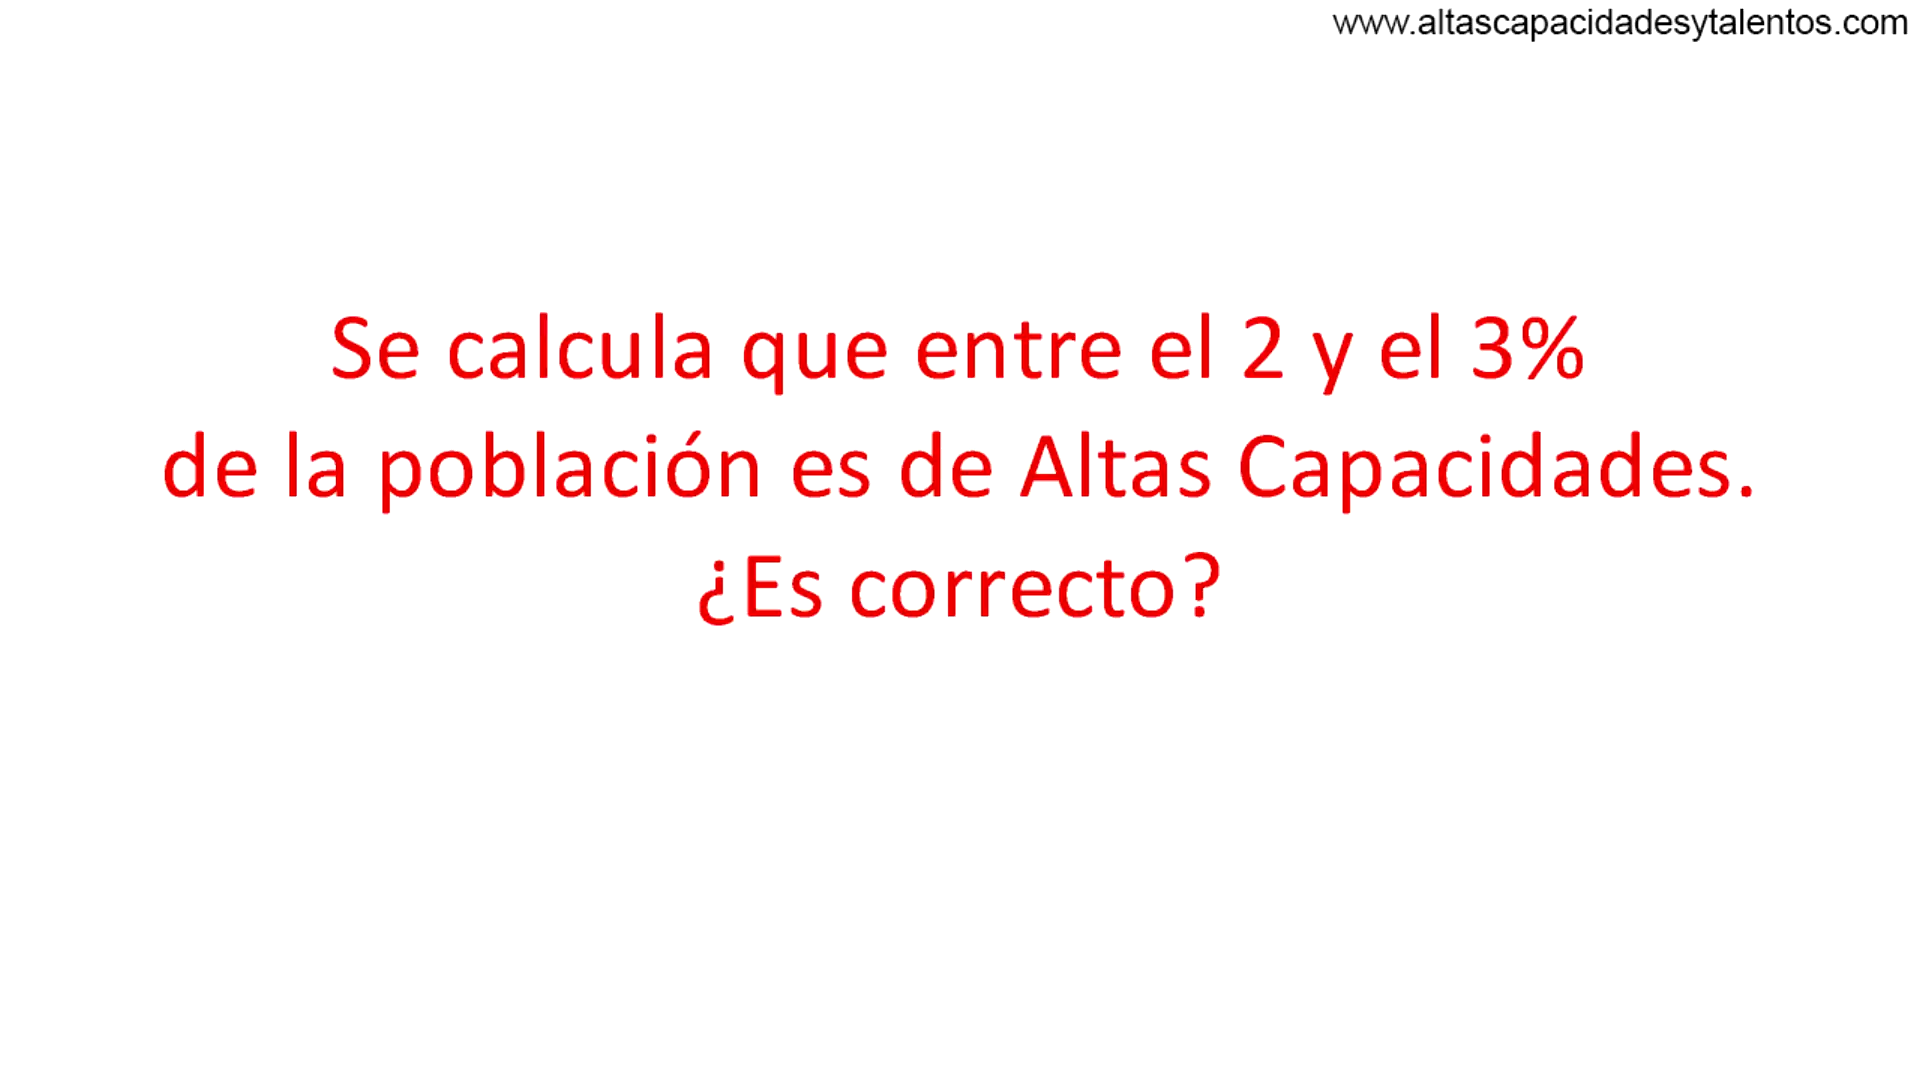 www.altascapacidadesytalentos.com
Se calcula que entre el 2 y el 3%
de la población es de Altas Capacidades.
¿Es correcto?